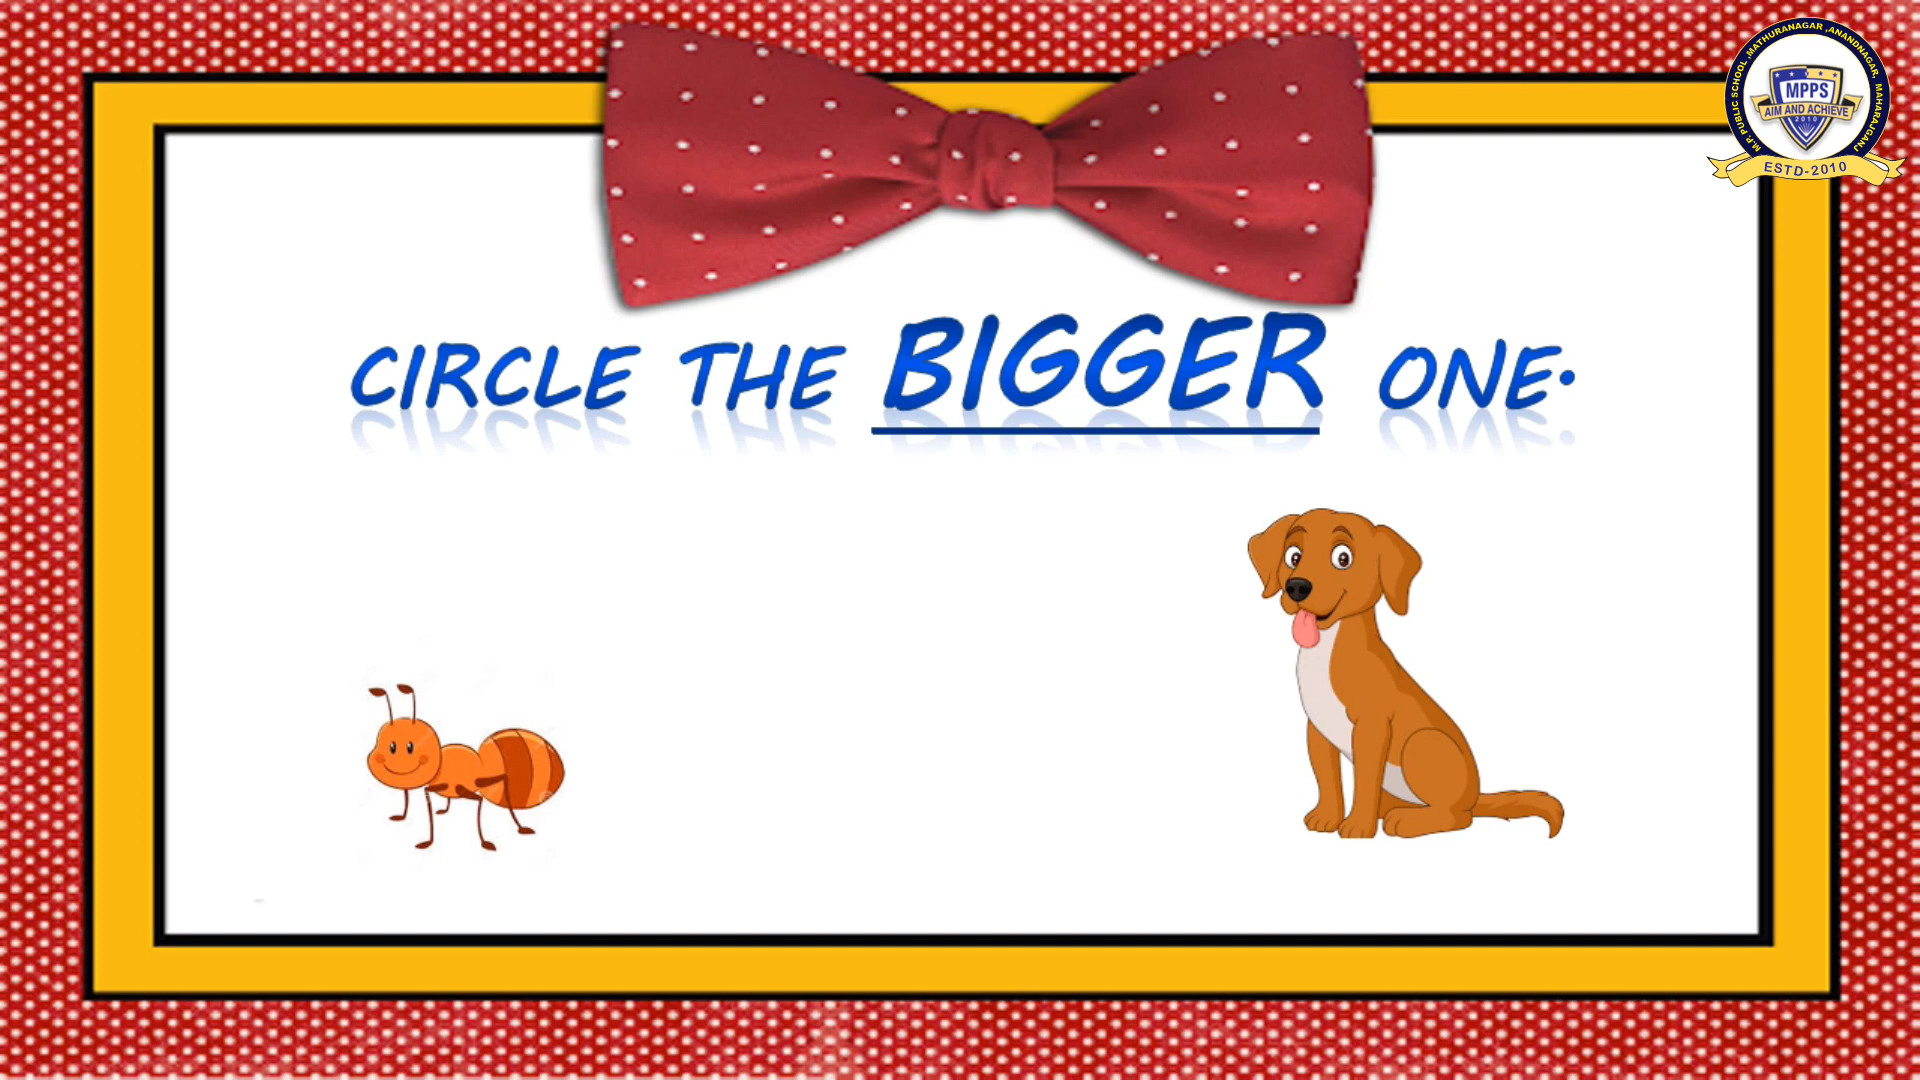 M.P. PUBLIC SCHOOL ,MATHURANAGAR ,ANANDNAGAR, MAHARAJGANJ
MPPS
AIM AND ACHIEVE
2010
ESTD-2010
CIRCLE THE BIGGER ONE.